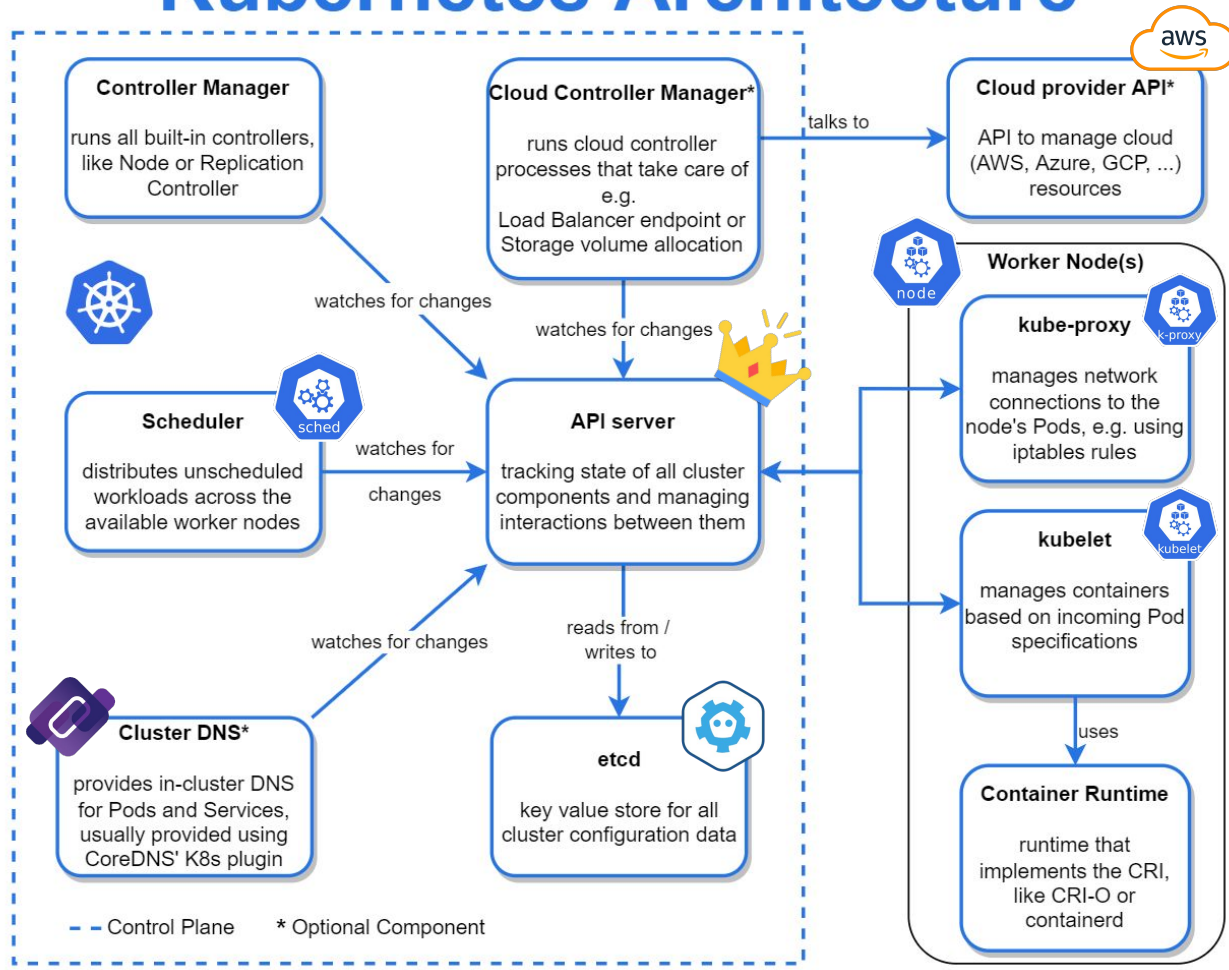 Kubernetes Architecture
aws
Controller Manager
runs all built-in controllers,
like Node or Replication
Controller
Cloud Controller Manager*
runs cloud controller
processes that take care of
e.g.
Load Balancer endpoint or
Storage volume allocation
talks to
Cloud provider API*
API to manage cloud
(AWS, Azure, GCP, ...)
resources
watches for changes
watches for changes
node
Worker Node(s)
kube-proxy
k-proxy
manages network
connections to the
node's Pods, e.g. using
iptables rules
Scheduler
sched
distributes unscheduled
workloads across the
available worker nodes
watches for
changes
API server
tracking state of all cluster
components and managing
interactions between them
kubelet
kubelet
manages containers
based on incoming Pod
specifications
watches for changes
reads from /
writes to
uses
Cluster DNS*
provides in-cluster DNS
for Pods and Services,
usually provided using
CoreDNS' K8s plugin
etcd
key value store for all
cluster configuration data
Container Runtime
runtime that
implements the CRI,
like CRI-O or
containerd
Control Plane
* Optional Component